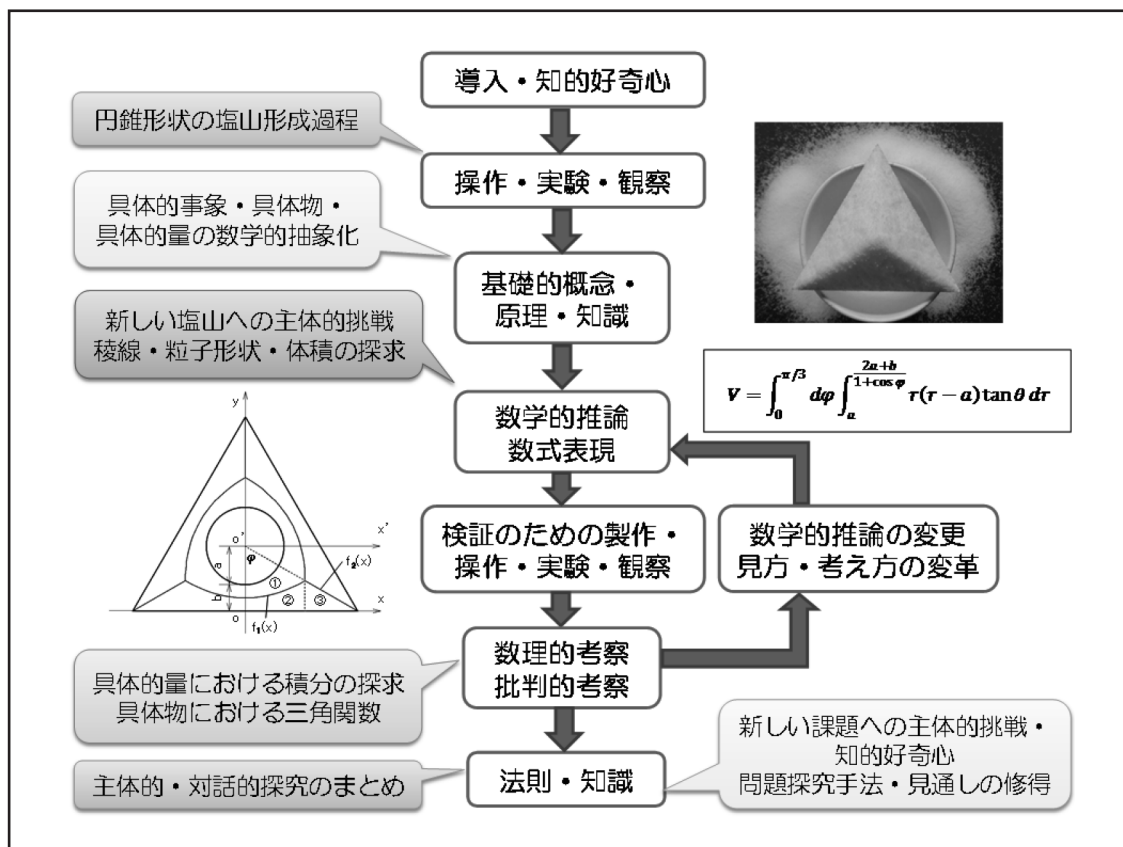 導入・知的好奇心
円錐形状の塩山形成過程
操作・実験・観察
具体的事象・具体物・
具体的量の数学的抽象化
基礎的概念・
原理・知識
新しい塩山への主体的挑戦
稜線・粒子形状・体積の探求
V = ∫₀^{π/3} dφ ∫ₐ^{(2a+b)/(1+cos φ)} r(r − a) tan θ dr
数学的推論
数式表現
y
x'
o'
a
φ
f₂(x)
①
b
②
③
x
o
f₁(x)
検証のための製作・
操作・実験・観察
数学的推論の変更
見方・考え方の変革
数理的考察
批判的考察
具体的量における積分の探求
具体物における三角関数
新しい課題への主体的挑戦・
知的好奇心
問題探究手法・見通しの修得
法則・知識
主体的・対話的探究のまとめ